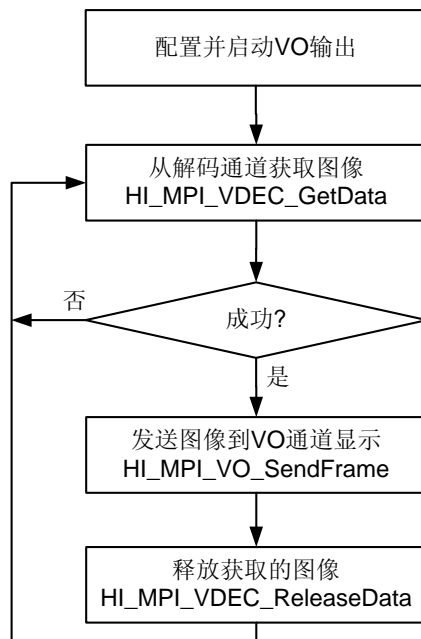 配置并启动VO输出
从解码通道获取图像
HI_MPI_VDEC_GetData
否
成功?
是
发送图像到VO通道显示
HI_MPI_VO_SendFrame
释放获取的图像
HI_MPI_VDEC_ReleaseData